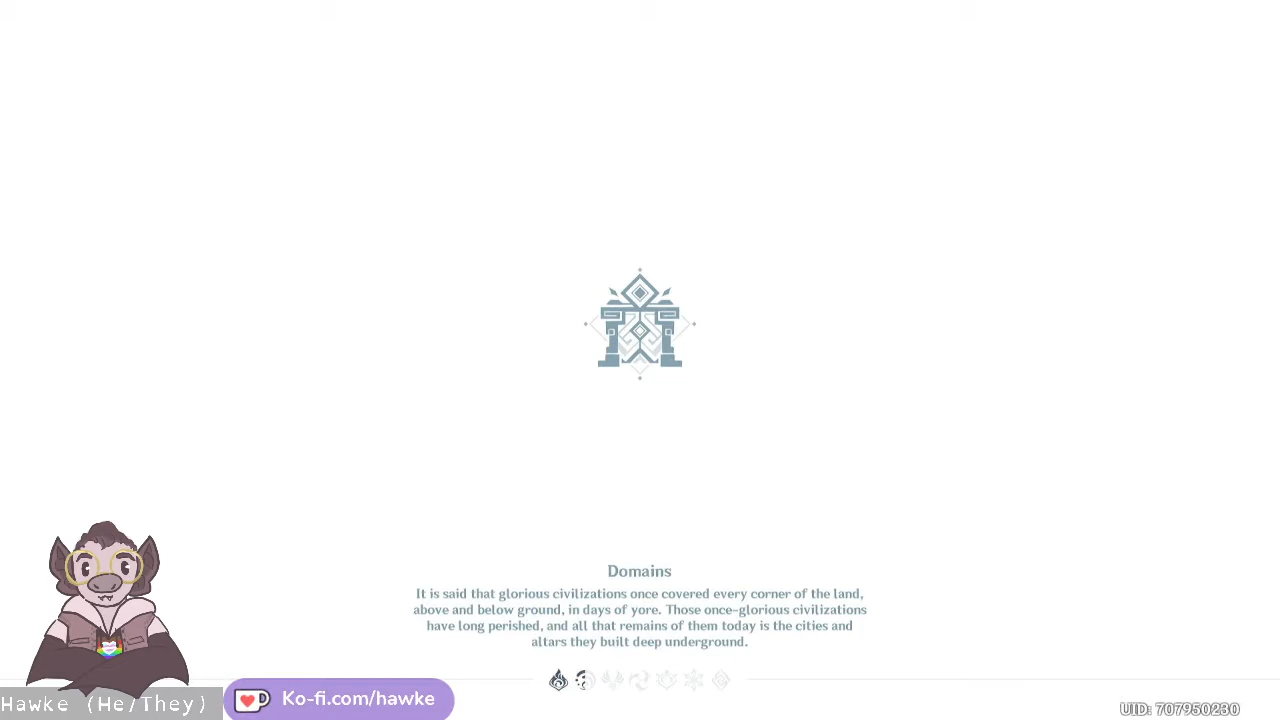 Domains
It is said that glorious civilizations once covered every corner of the land,
above and below ground, in days of yore. Those once-glorious civilizations
have long perished, and all that remains of them today is the cities and
altars they built deep underground.
Hawke (He/They)
Ko-fi.com/hawke
UID: 707950230